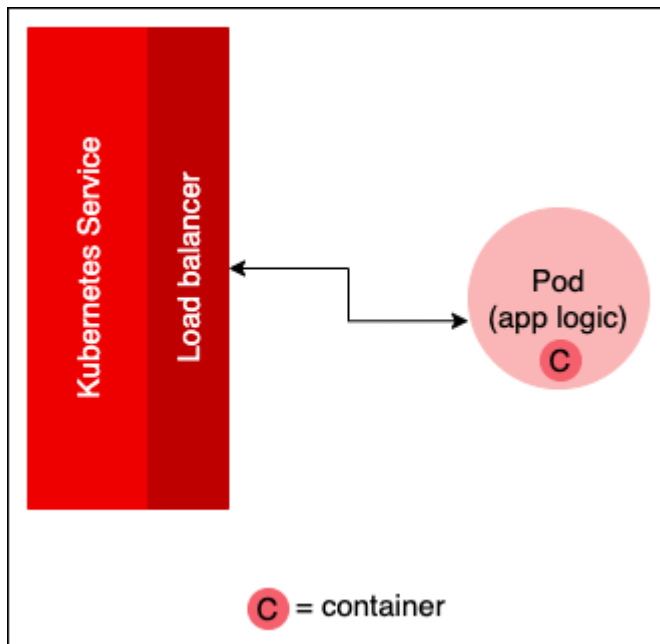 Kubernetes Service
Load balancer
Pod
(app logic)
C
C = container